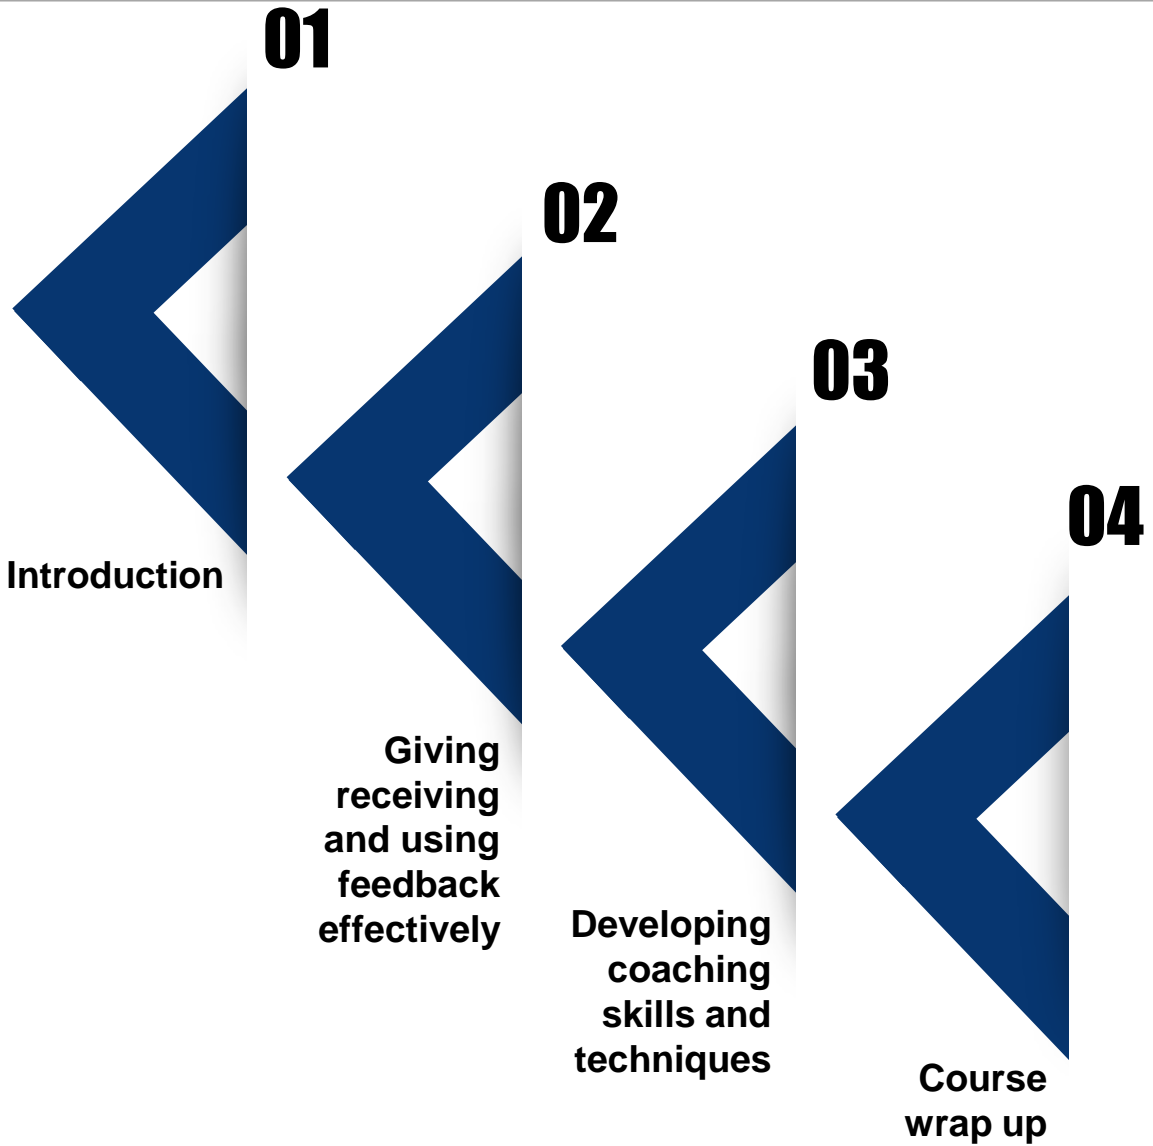 01
Introduction
02
Giving
receiving
and using
feedback
effectively
03
Developing
coaching
skills and
techniques
04
Course
wrap up